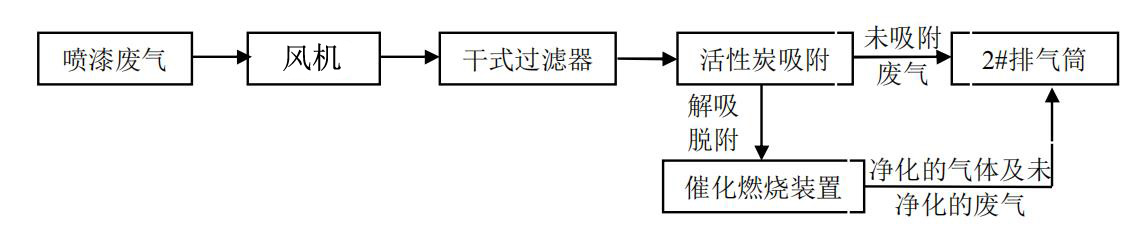 喷漆废气
风机
干式过滤器
活性炭吸附
未吸附
废气
2#排气筒
解吸
脱附
催化燃烧装置
净化的气体及未
净化的废气